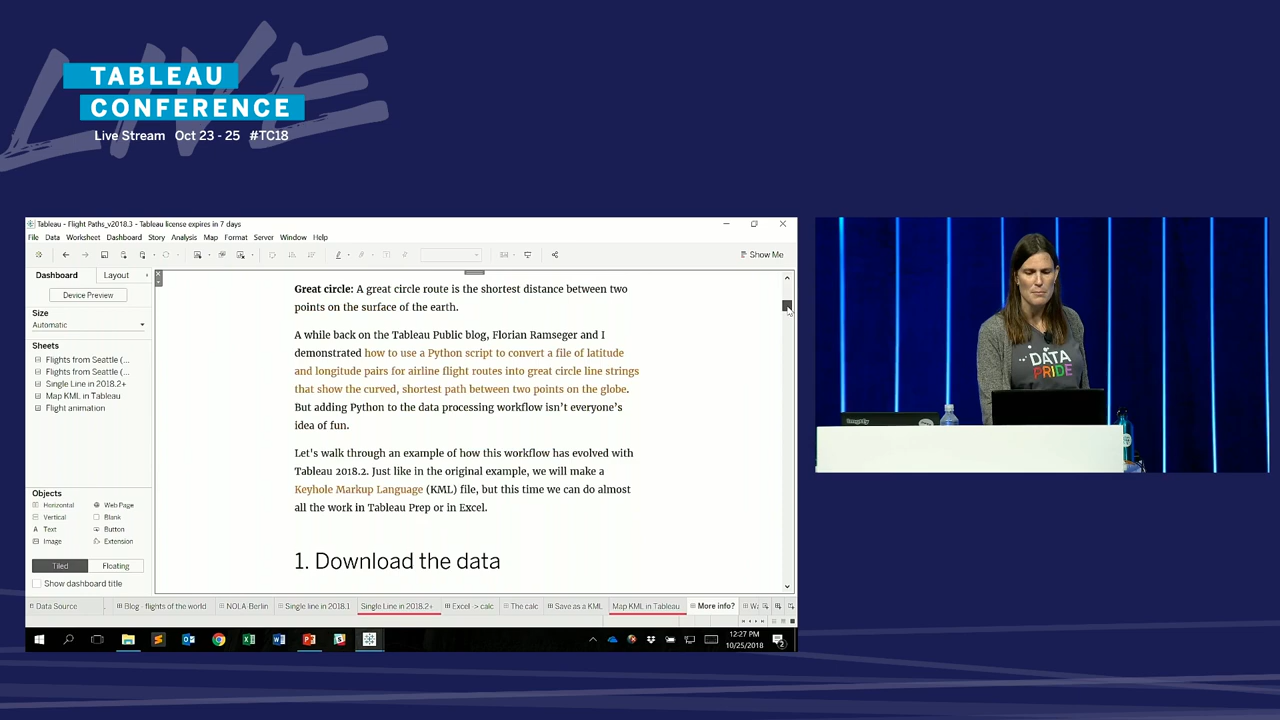 LIVE
TABLEAU
CONFERENCE
Live Stream Oct 23 - 25 #TC18
Tableau - Flight Paths_v2018.3 - Tableau license expires in 7 days
File Data Worksheet Dashboard Story Analysis Map Format Server Window Help
Show Me
Dashboard Layout
Device Preview
Size
Automatic
Sheets
Flights from Seattle (...
Flights from Seattle (...
Single Line in 2018.2+
Map KML in Tableau
Flight animation
Objects
Horizontal Web Page
Vertical Blank
Text Button
Image Extension
Tiled Floating
Show dashboard title
Great circle: A great circle route is the shortest distance between two
points on the surface of the earth.
A while back on the Tableau Public blog, Florian Ramseger and I
demonstrated how to use a Python script to convert a file of latitude
and longitude pairs for airline flight routes into great circle line strings
that show the curved, shortest path between two points on the globe.
But adding Python to the data processing workflow isn't everyone's
idea of fun.
Let's walk through an example of how this workflow has evolved with
Tableau 2018.2. Just like in the original example, we will make a
Keyhole Markup Language (KML) file, but this time we can do almost
all the work in Tableau Prep or in Excel.
1. Download the data
Data Source Blog - flights of the world NOLA-Berlin Single line in 2018.1 Single Line in 2018.2+ Excel -> calc The calc Save as a KML Map KML in Tableau More info?
12:27 PM
10/25/2018
DATA
PRIDE